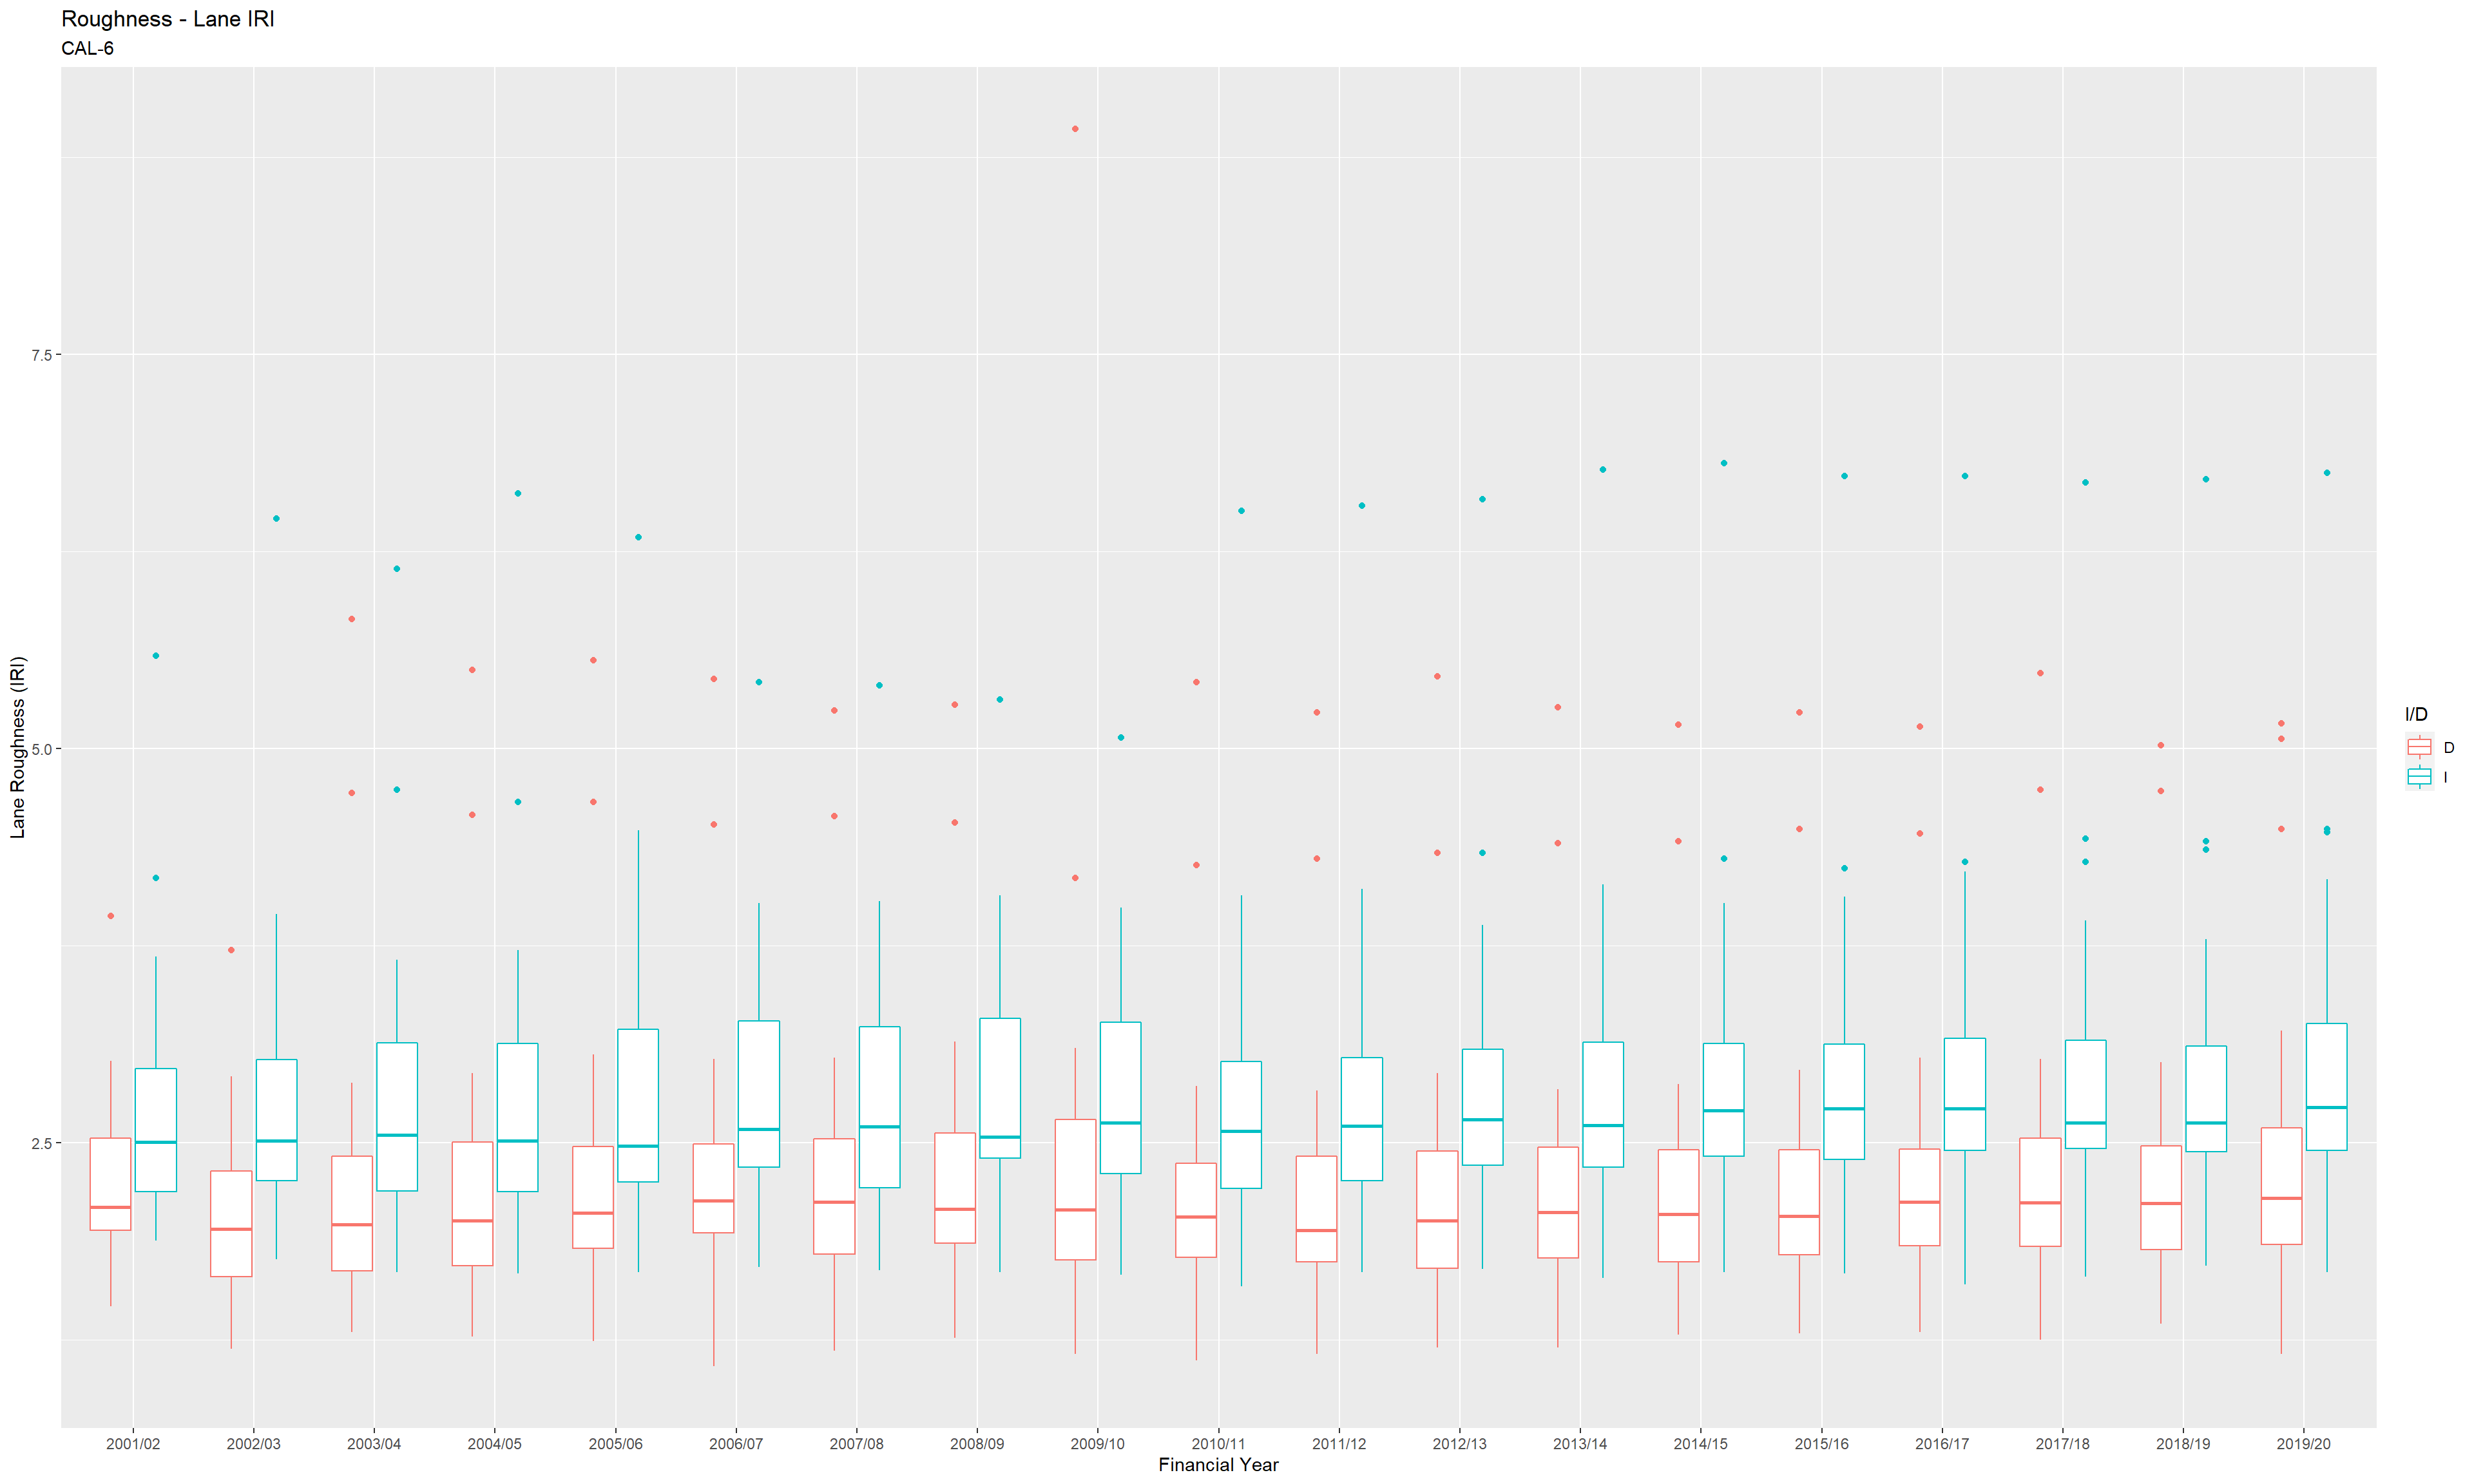 Roughness - Lane IRI
CAL-6
Lane Roughness (IRI)
7.5
5.0
2.5
2001/02 2002/03 2003/04 2004/05 2005/06 2006/07 2007/08 2008/09 2009/10 2010/11 2011/12 2012/13 2013/14 2014/15 2015/16 2016/17 2017/18 2018/19 2019/20
Financial Year
I/D
D
I